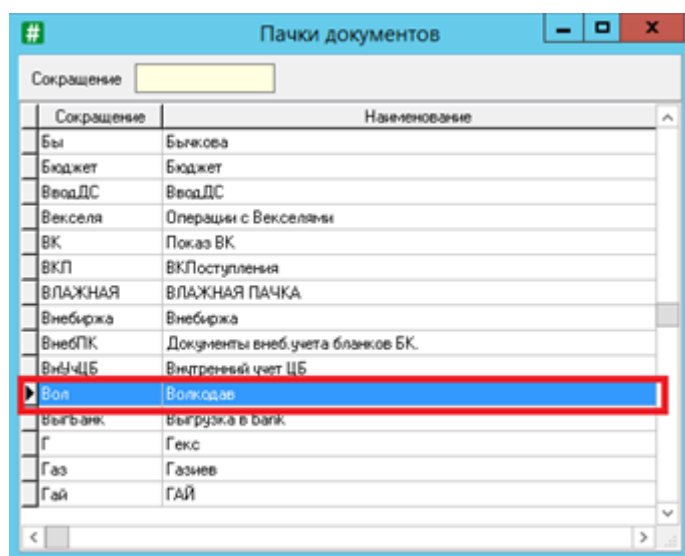 # Пачки документов
Сокращение
Сокращение Наименование
Бы Бычкова
Бюджет Бюджет
ВводДС ВводДС
Векселя Операции с Векселями
ВК Показ ВК
ВКП ВКПоступления
ВЛАЖНАЯ ВЛАЖНАЯ ПАЧКА
Внебиржа Внебиржа
ВнебПК Документы внеб.учета бланков БК.
ВнУчЦБ Внутренний учет ЦБ
Вол Волкодав
ВыгБанк Выгрузка в bank
Г Гекс
Газ Газиев
Гай ГАЙ